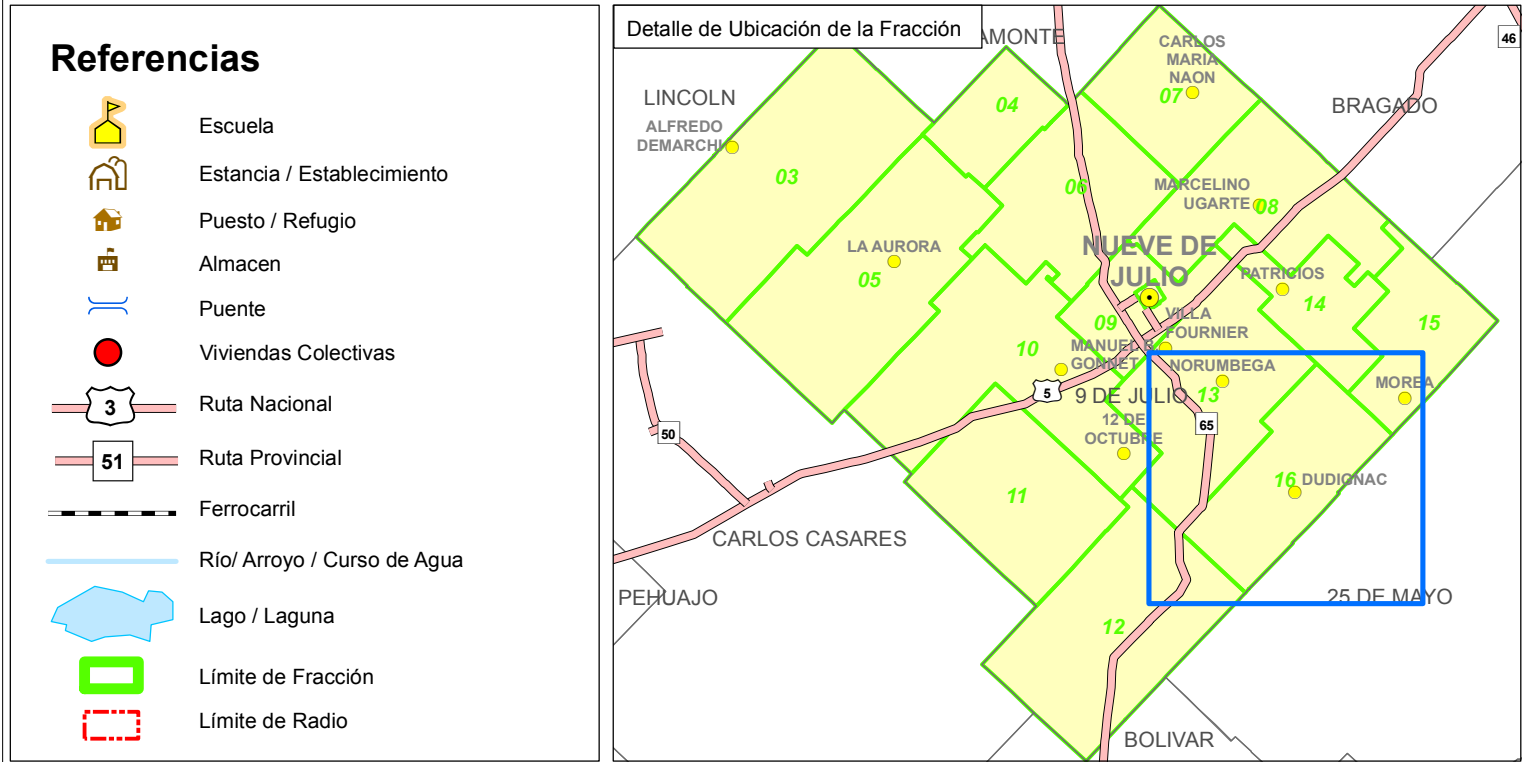 Referencias
Escuela
Estancia / Establecimiento
Puesto / Refugio
Almacen
Puente
Viviendas Colectivas
3
Ruta Nacional
51
Ruta Provincial
Ferrocarril
Río/ Arroyo / Curso de Agua
Lago / Laguna
Límite de Fracción
Límite de Radio
Detalle de Ubicación de la Fracción
AMONTE
CARLOS
MARIA
NAON
07
46
LINCOLN
04
BRAGADO
ALFREDO
DEMARCHI
03
06
MARCELINO
UGARTE
08
LA AURORA
05
NUEVE DE
JULIO
PATRICIOS
14
15
09
VILLA
FOURNIER
10
MANUEL B.
GONNET
NORUMBEGA
13
MOREA
5
9 DE JULIO
12 DE
OCTUBRE
65
50
11
16
DUDIGNAC
CARLOS CASARES
PEHUAJO
25 DE MAYO
12
BOLIVAR